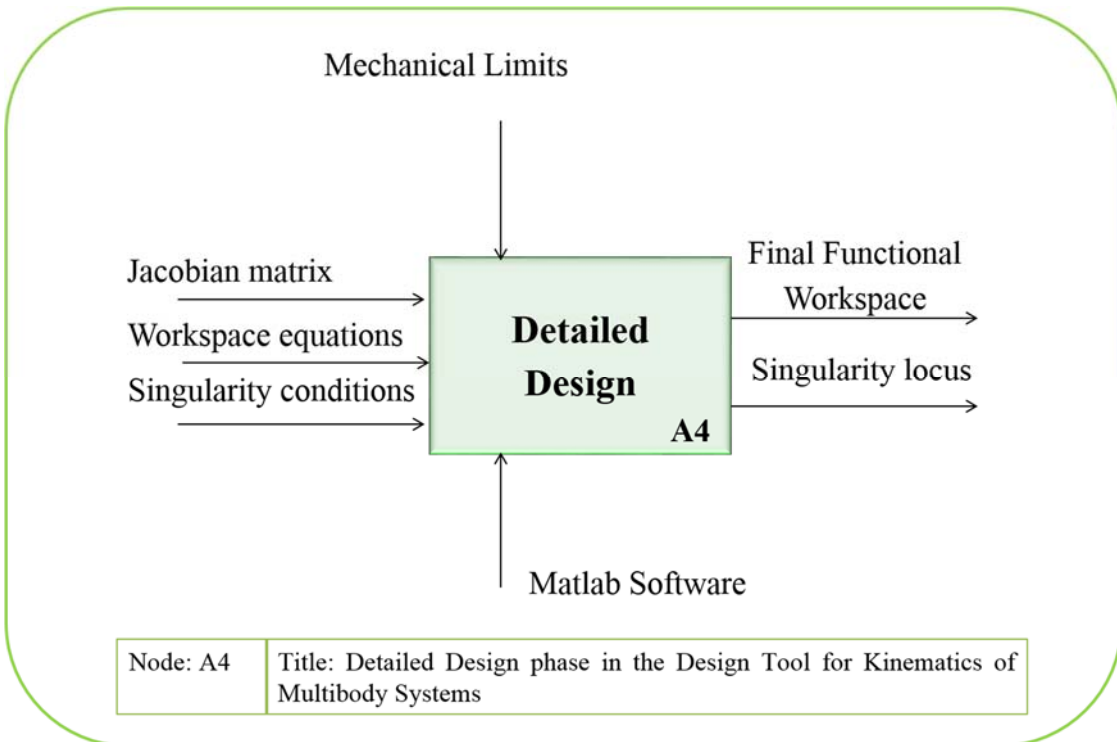 Mechanical Limits
Jacobian matrix
Workspace equations
Singularity conditions
Detailed
Design
A4
Final Functional
Workspace
Singularity locus
Matlab Software
Node: A4
Title: Detailed Design phase in the Design Tool for Kinematics of
Multibody Systems